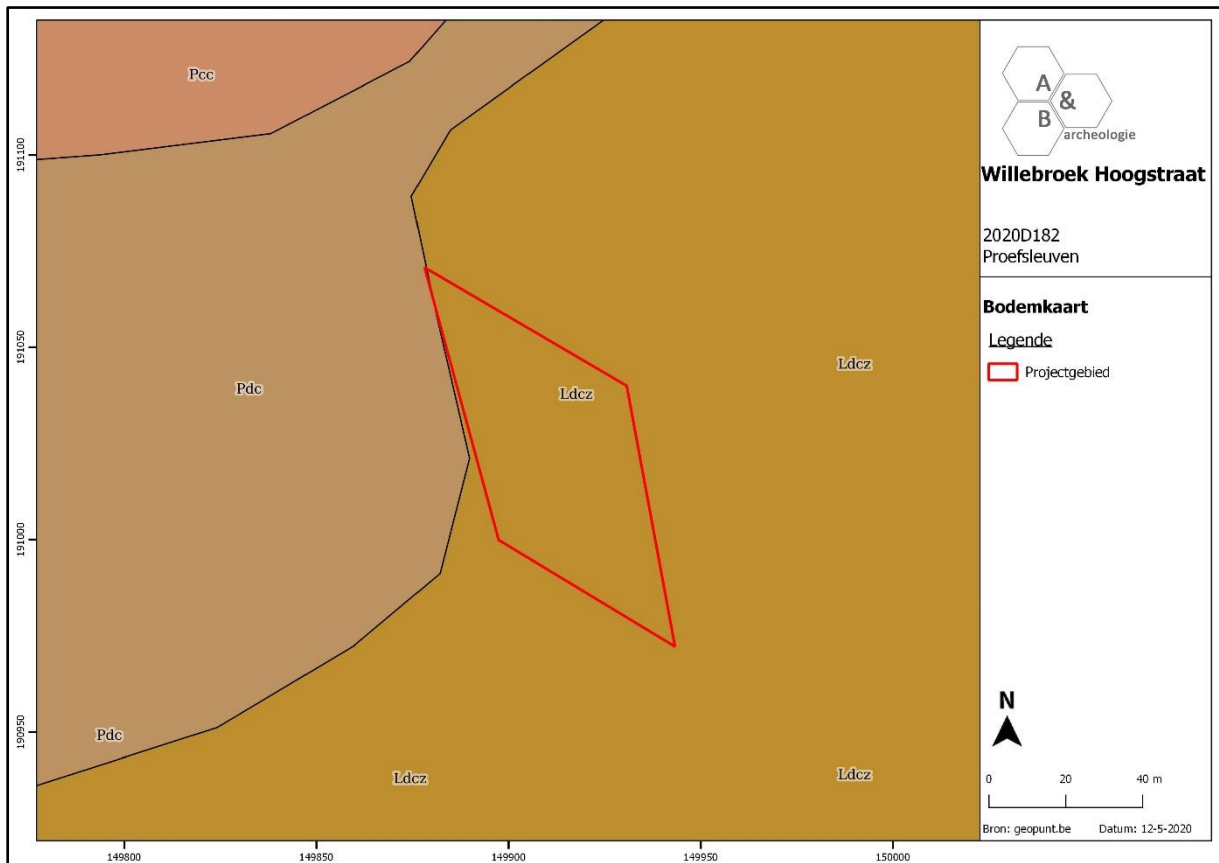 Pcc
Pdc
Ldcz
Ldcz
Pdc
Ldcz
Ldcz
191100
191050
191000
190950
149800
149850
149900
149950
150000
A
&
B
archeologie
Willebroek Hoogstraat
2020D182
Proefsleuven
Bodemkaart
Legende
Projectgebied
N
0 20 40 m
Bron: geopunt.be Datum: 12-5-2020